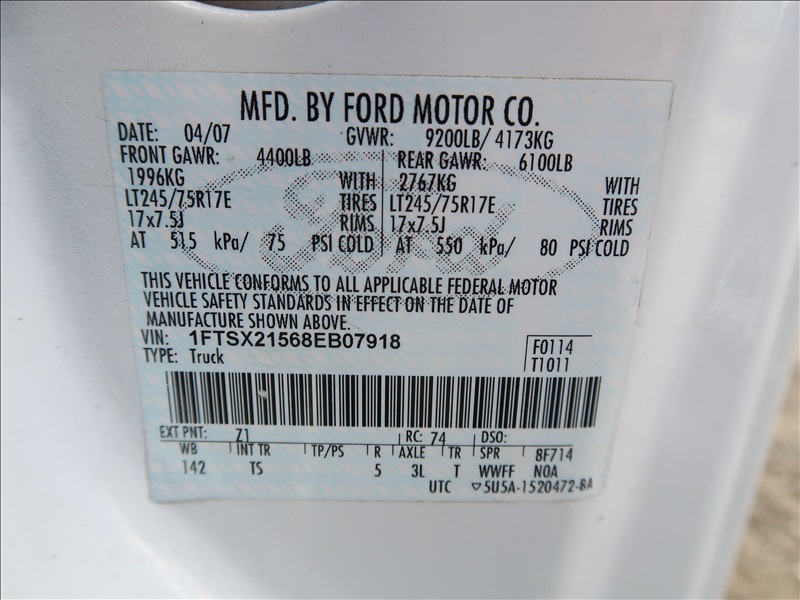 MFD. BY FORD MOTOR CO.
DATE: 04/07 GVWR: 9200LB/ 4173KG
FRONT GAWR: 4400LB REAR GAWR: 6100LB
1996KG WITH 2767KG WITH
LT245/75R17E TIRES LT245/75R17E TIRES
17x7.5J RIMS 17x7.5J RIMS
AT 515 kPa/ 75 PSI COLD AT 550 kPa/ 80 PSI COLD
Ford
THIS VEHICLE CONFORMS TO ALL APPLICABLE FEDERAL MOTOR
VEHICLE SAFETY STANDARDS IN EFFECT ON THE DATE OF
MANUFACTURE SHOWN ABOVE.
VIN: 1FTSX21568EB07918
TYPE: Truck
F0114
T1011
EXT PNT: Z1 RC: 74 DSO:
WB INT TR TP/PS R AXLE TR SPR 8F714
142 TS 5 3L T WWFF N0A
UTC ▽5U5A-1520472-BA